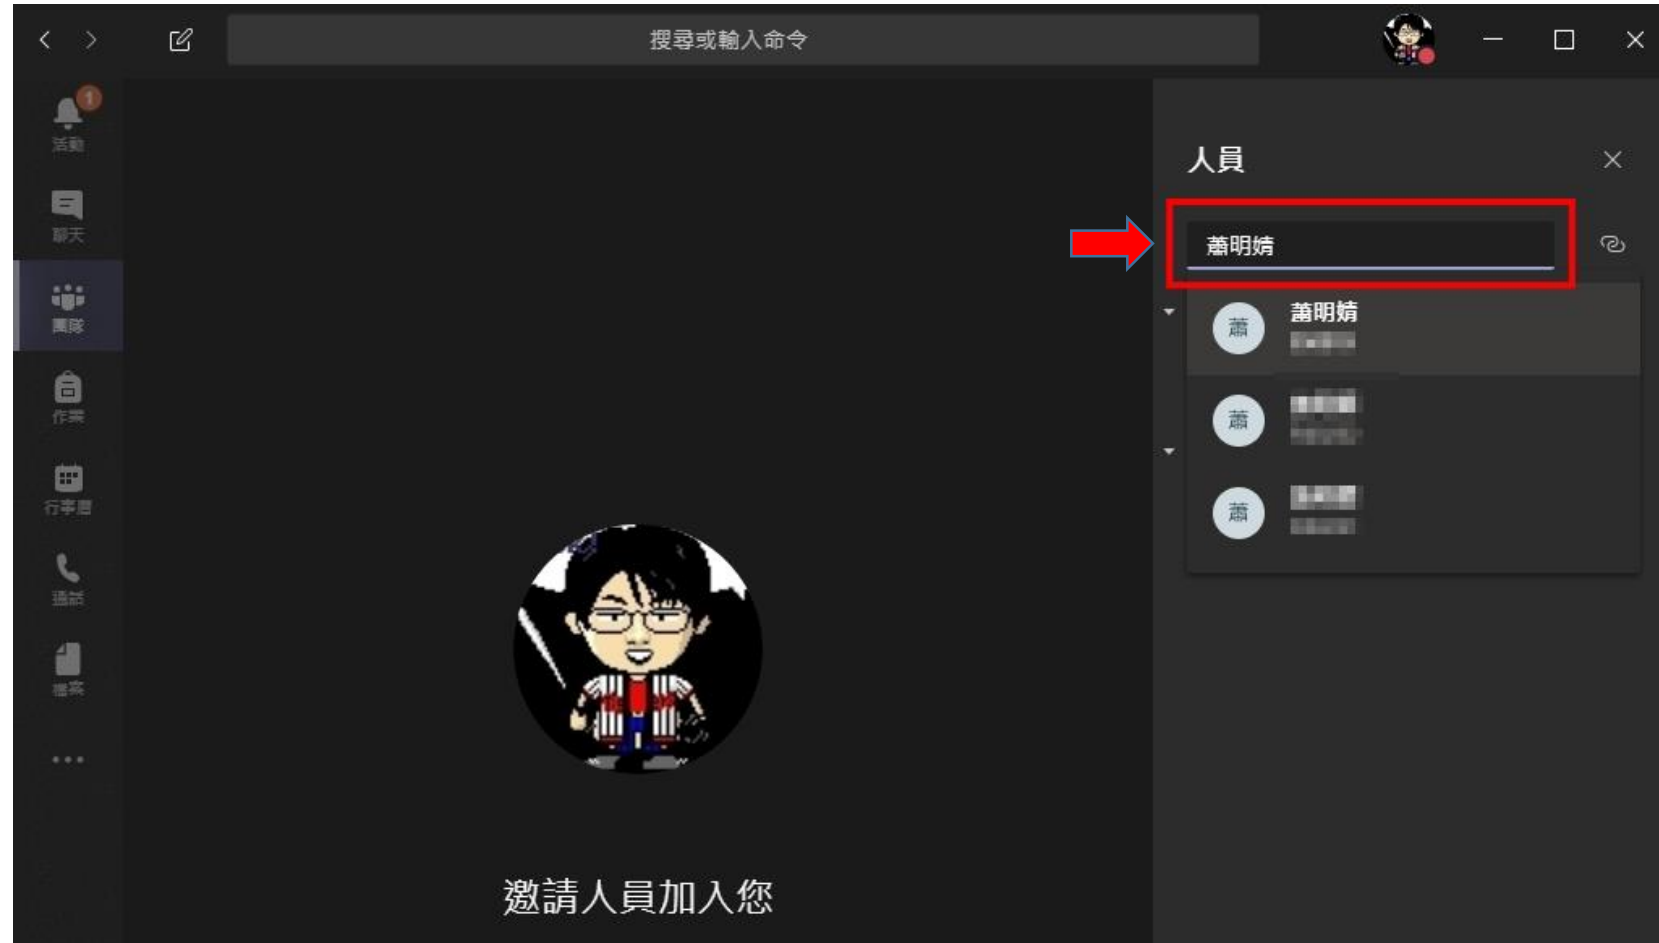 搜尋或輸入命令
1
活動
聊天
團隊
作業
行事曆
通話
檔案
人員
蕭明婧
蕭 蕭明婧
蕭
蕭
邀請人員加入您